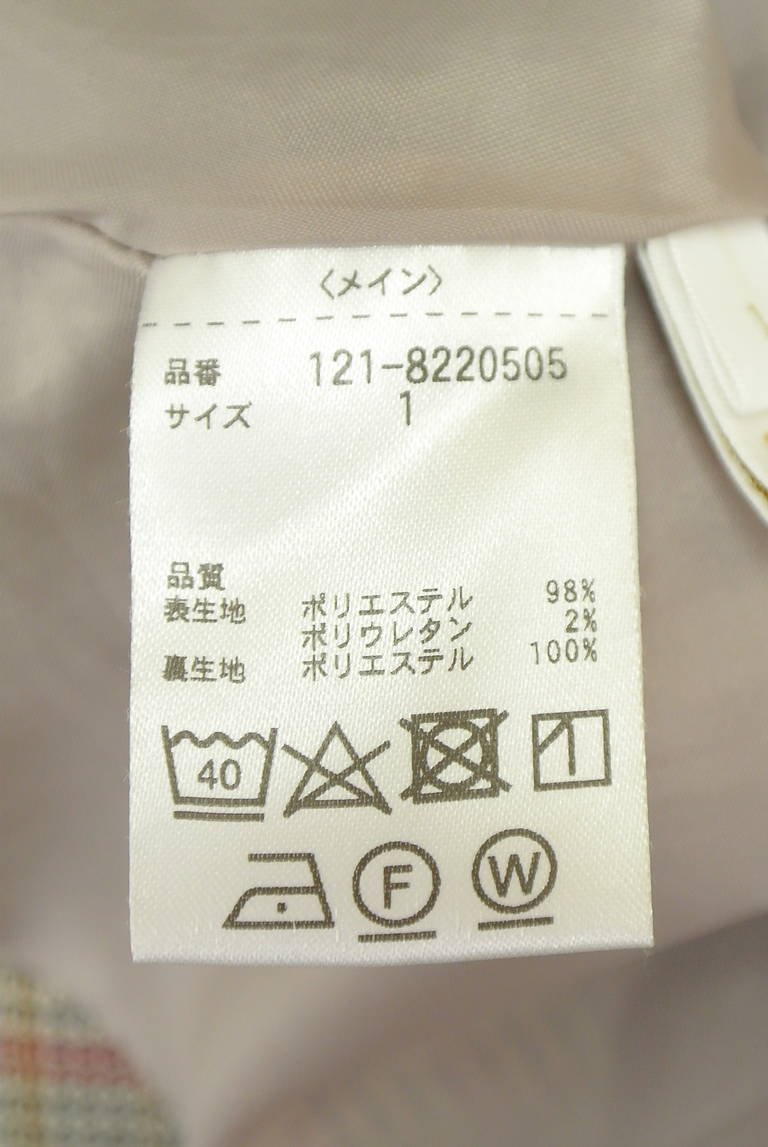 〈メイン〉
品番 121-8220505
サイズ 1
品質
表生地 ポリエステル 98%
ポリウレタン 2%
裏生地 ポリエステル 100%
40
F W